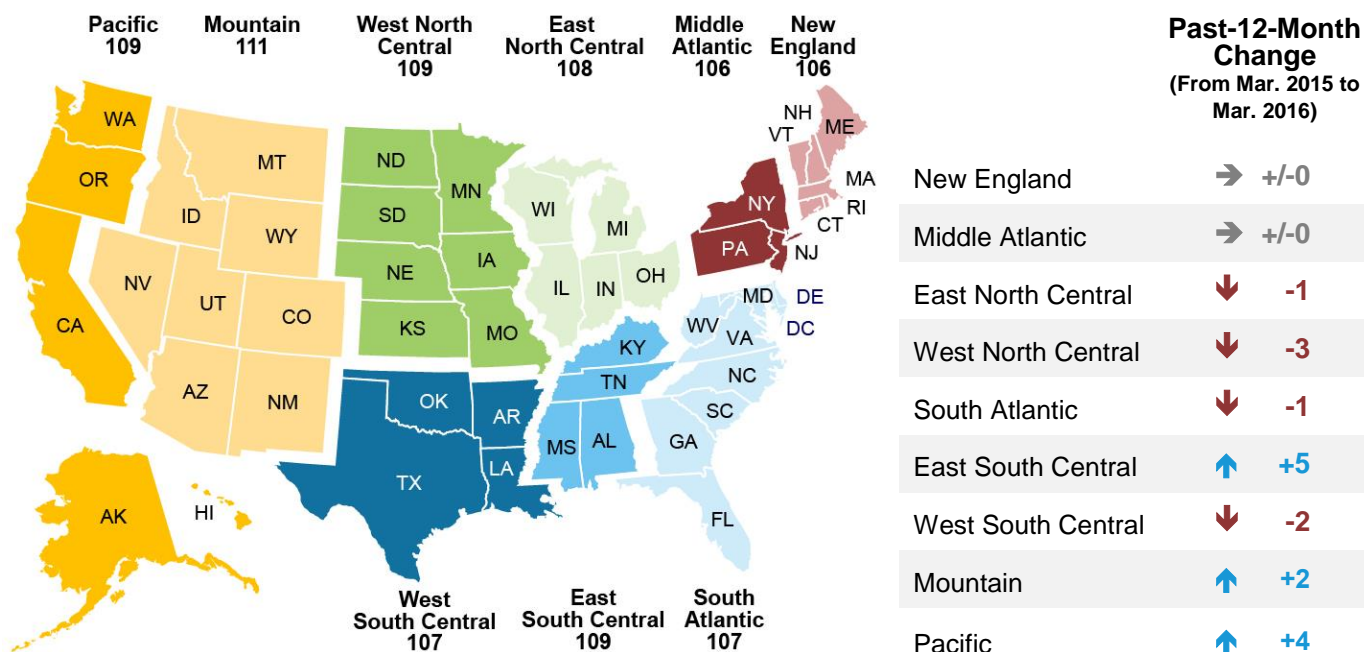 Pacific
109
Mountain
111
West North
Central
109
East
North Central
108
Middle
Atlantic
106
New
England
106
WA
OR
CA
MT
ID
WY
NV
UT
CO
AZ
NM
ND
SD
NE
KS
MN
IA
MO
WI
MI
IL
IN
OH
NY
PA
NJ
NH
VT
ME
MA
RI
CT
MD
DE
DC
WV
VA
NC
SC
GA
FL
KY
TN
MS
AL
OK
AR
TX
LA
AK
HI
West
South Central
107
East
South Central
109
South
Atlantic
107
Past-12-Month
Change
(From Mar. 2015 to
Mar. 2016)
New England +/-0
Middle Atlantic +/-0
East North Central -1
West North Central -3
South Atlantic -1
East South Central +5
West South Central -2
Mountain +2
Pacific +4